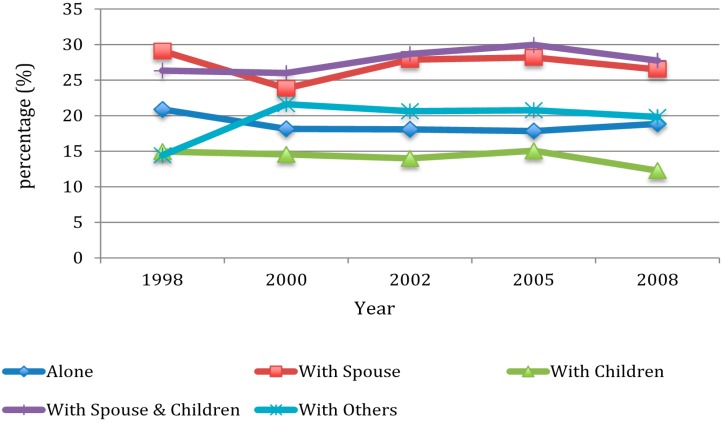 35
30
25
20
15
10
5
0
percentage (%)
1998 2000 2002 2005 2008
Year
Alone With Spouse With Children
With Spouse & Children With Others